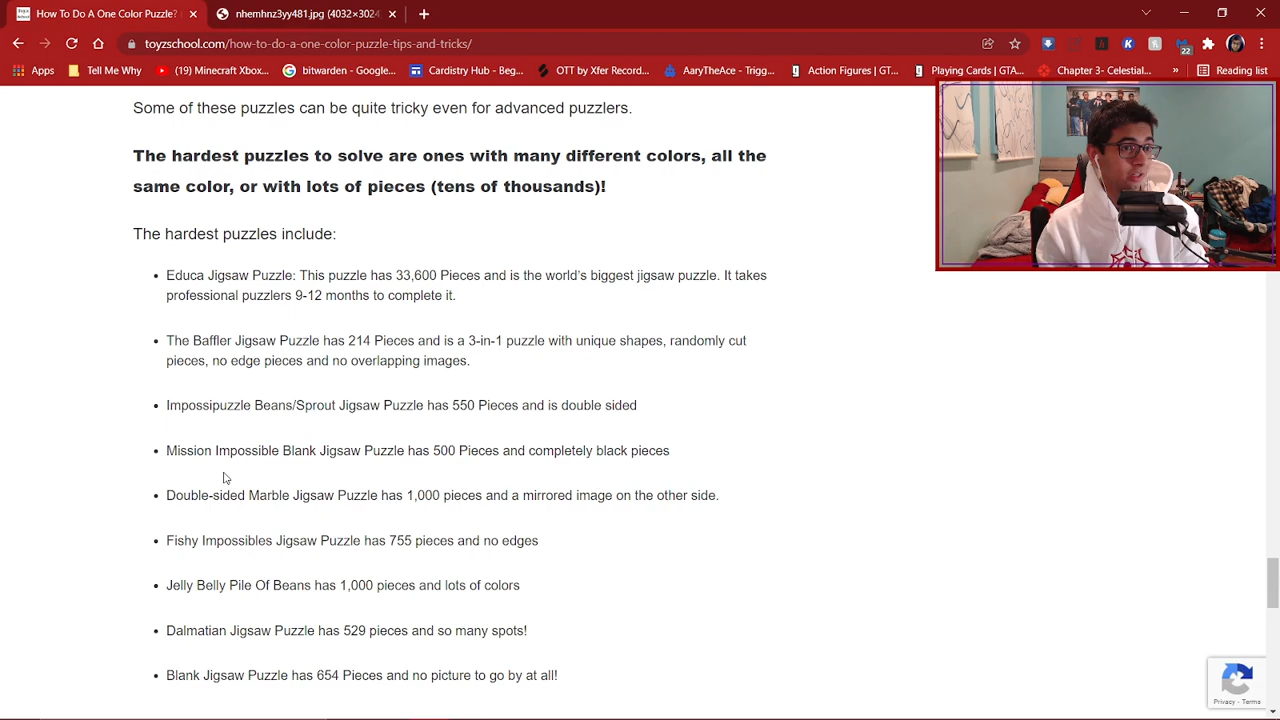 How To Do A One Color Puzzle?
nhemhnz3yy481.jpg (4032×3024
toyzschool.com/how-to-do-a-one-color-puzzle-tips-and-tricks/
22
Apps
Tell Me Why
(19) Minecraft Xbox...
bitwarden - Google...
Cardistry Hub - Beg...
OTT by Xfer Record...
AaryTheAce - Trigg...
Action Figures | GT...
Playing Cards | GTA...
Chapter 3- Celestial...
»
Reading list
Some of these puzzles can be quite tricky even for advanced puzzlers.
The hardest puzzles to solve are ones with many different colors, all the
same color, or with lots of pieces (tens of thousands)!
The hardest puzzles include:
• Educa Jigsaw Puzzle: This puzzle has 33,600 Pieces and is the world's biggest jigsaw puzzle. It takes
professional puzzlers 9-12 months to complete it.
• The Baffler Jigsaw Puzzle has 214 Pieces and is a 3-in-1 puzzle with unique shapes, randomly cut
pieces, no edge pieces and no overlapping images.
• Impossipuzzle Beans/Sprout Jigsaw Puzzle has 550 Pieces and is double sided
• Mission Impossible Blank Jigsaw Puzzle has 500 Pieces and completely black pieces
• Double-sided Marble Jigsaw Puzzle has 1,000 pieces and a mirrored image on the other side.
• Fishy Impossibles Jigsaw Puzzle has 755 pieces and no edges
• Jelly Belly Pile Of Beans has 1,000 pieces and lots of colors
• Dalmatian Jigsaw Puzzle has 529 pieces and so many spots!
• Blank Jigsaw Puzzle has 654 Pieces and no picture to go by at all!
Privacy - Terms